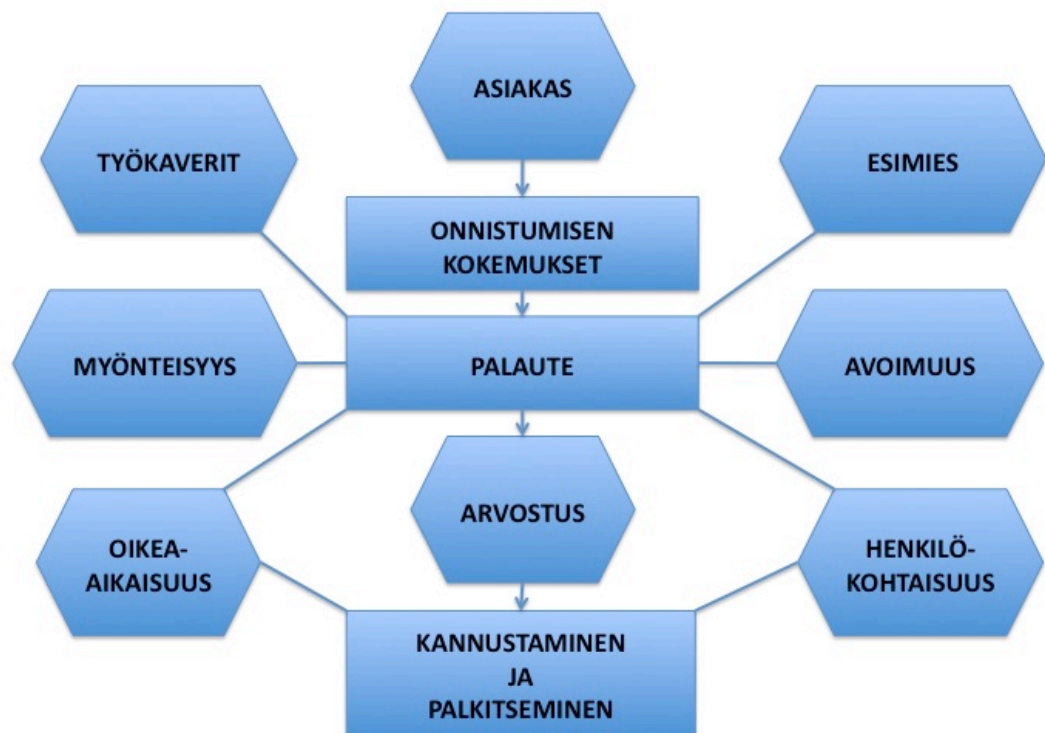 ASIAKAS
TYÖKAVERIT
ESIMIES
ONNISTUMISEN
KOKEMUKSET
MYÖNTEISYYS
PALAUTE
AVOIMUUS
OIKEA-
AIKAISUUS
ARVOSTUS
HENKILÖ-
KOHTAISUUS
KANNUSTAMINEN
JA
PALKITSEMINEN